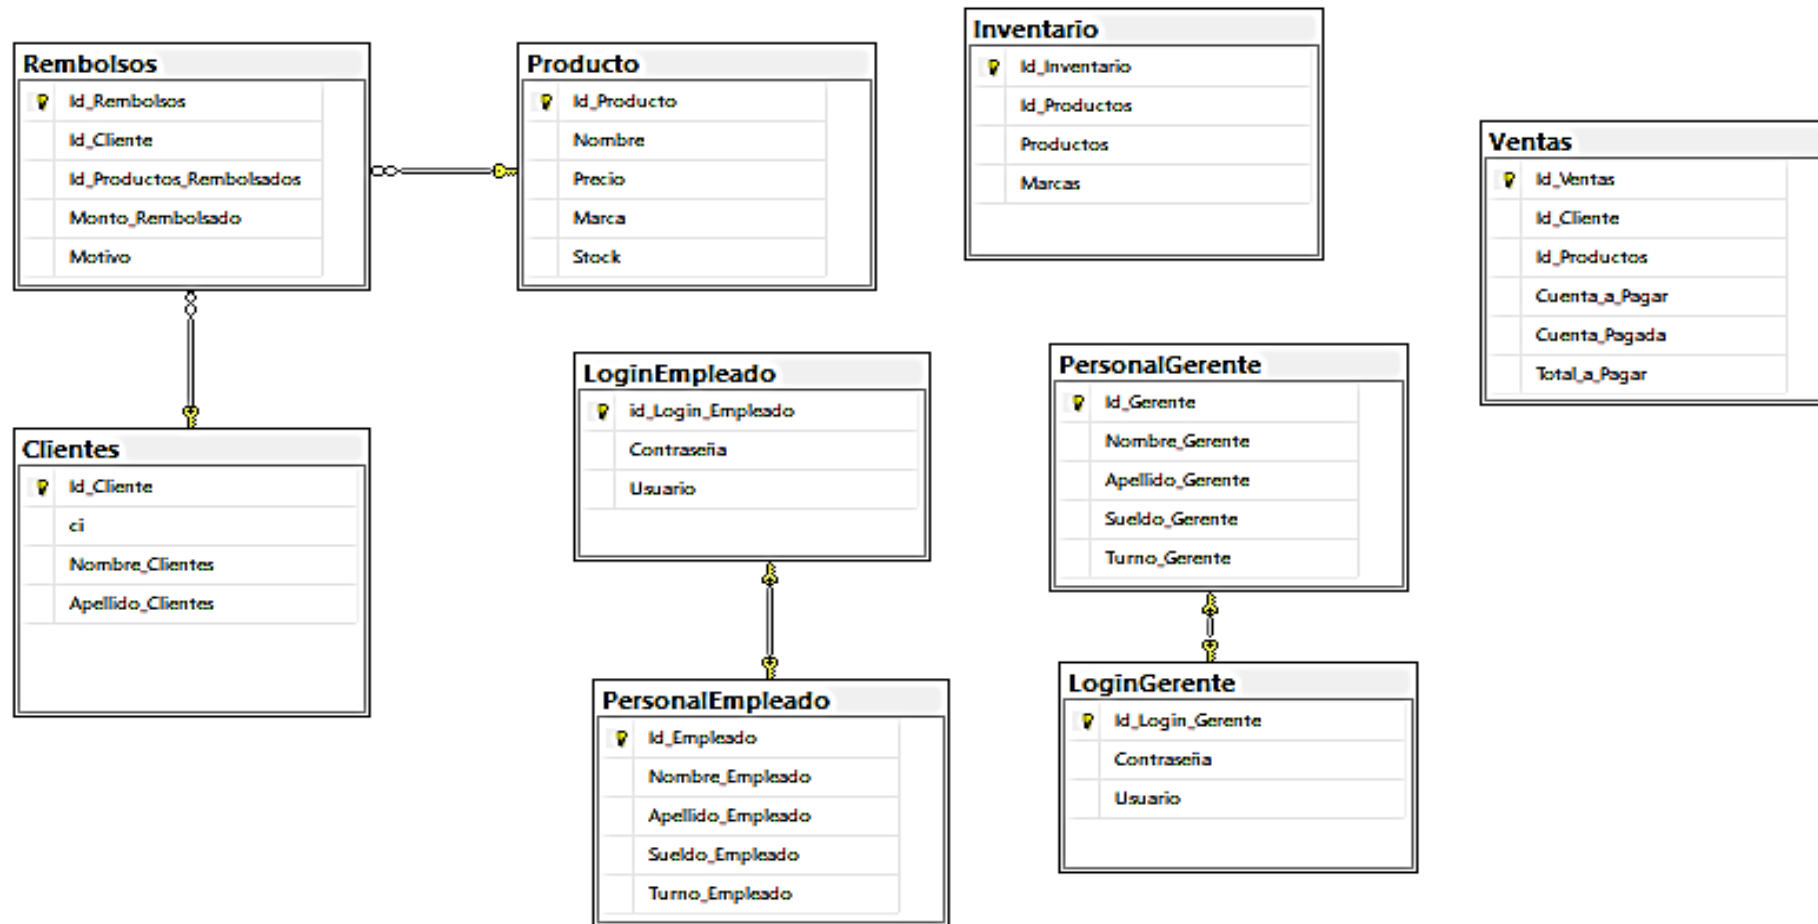 Rembolsos
Id_Rembolsos
Id_Cliente
Id_Productos_Rembolsados
Monto_Rembolsado
Motivo
Producto
Id_Producto
Nombre
Precio
Marca
Stock
Inventario
Id_Inventario
Id_Productos
Productos
Marcas
Ventas
Id_Ventas
Id_Cliente
Id_Productos
Cuenta_a_Pagar
Cuenta_Pagada
Total_a_Pagar
Clientes
Id_Cliente
ci
Nombre_Clientes
Apellido_Clientes
LoginEmpleado
id_Login_Empleado
Contraseña
Usuario
PersonalGerente
Id_Gerente
Nombre_Gerente
Apellido_Gerente
Sueldo_Gerente
Turno_Gerente
PersonalEmpleado
Id_Empleado
Nombre_Empleado
Apellido_Empleado
Sueldo_Empleado
Turno_Empleado
LoginGerente
Id_Login_Gerente
Contraseña
Usuario